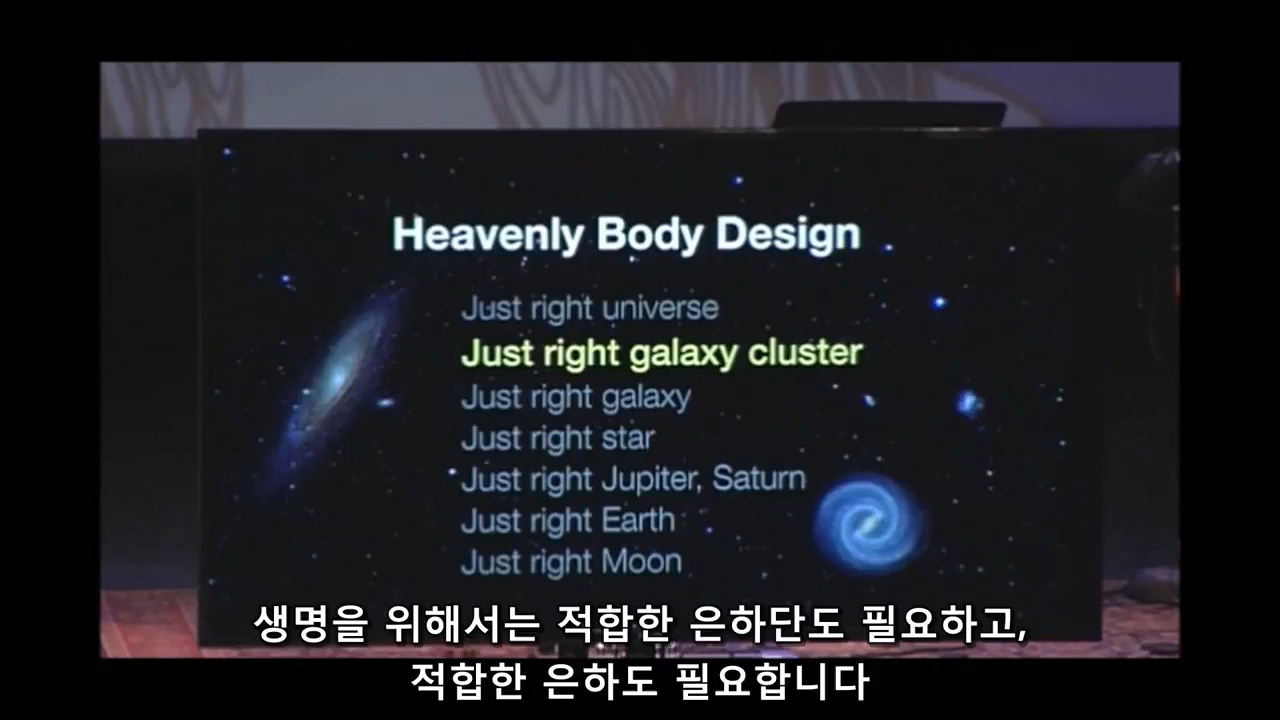 Heavenly Body Design
Just right universe
Just right galaxy cluster
Just right galaxy
Just right star
Just right Jupiter, Saturn
Just right Earth
Just right Moon
생명을 위해서는 적합한 은하단도 필요하고,
적합한 은하도 필요합니다